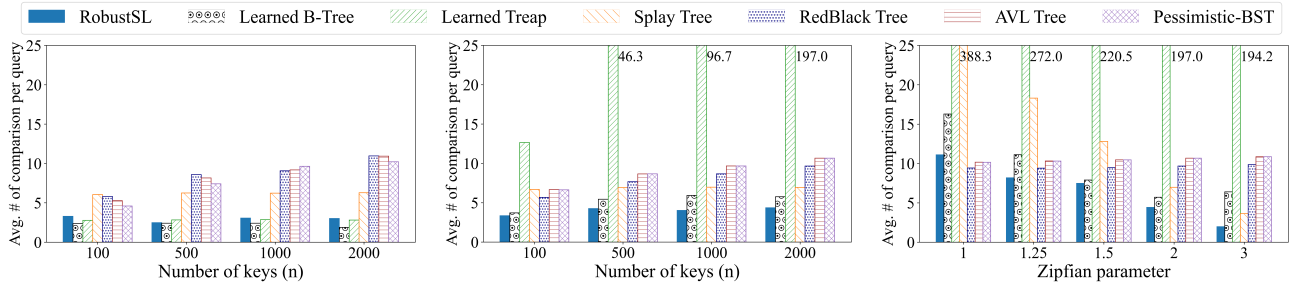 RobustSL Learned B-Tree Learned Treap Splay Tree RedBlack Tree AVL Tree Pessimistic-BST
Avg. # of comparison per query
25
20
15
10
5
0
100 500 1000 2000
Number of keys (n)
Avg. # of comparison per query
25
20
15
10
5
0
46.3 96.7 197.0
100 500 1000 2000
Number of keys (n)
Avg. # of comparison per query
25
20
15
10
5
0
388.3 272.0 220.5 197.0 194.2
1 1.25 1.5 2 3
Zipfian parameter